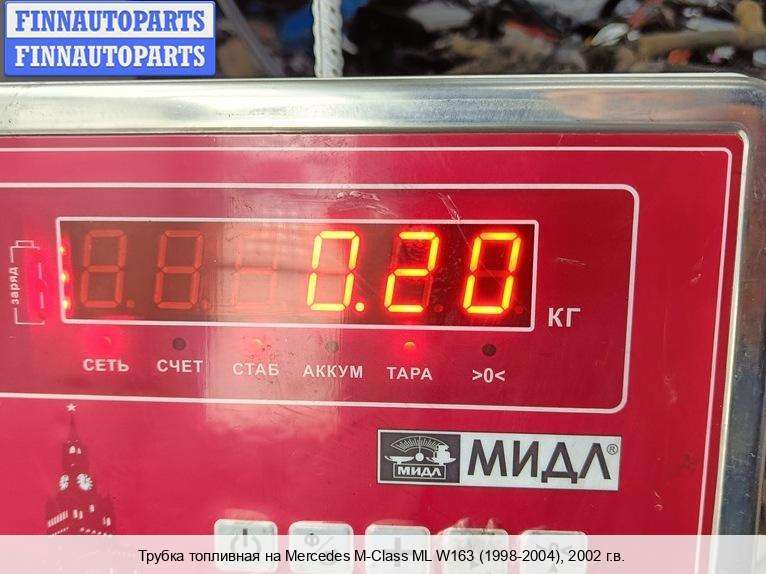 FINNAUTOPARTS
FINNAUTOPARTS
0.20
заряд
КГ
СЕТЬ СЧЕТ СТАБ АККУМ ТАРА >0<
МИДЛ МИДЛ®
Трубка топливная на Mercedes M-Class ML W163 (1998-2004), 2002 г.в.